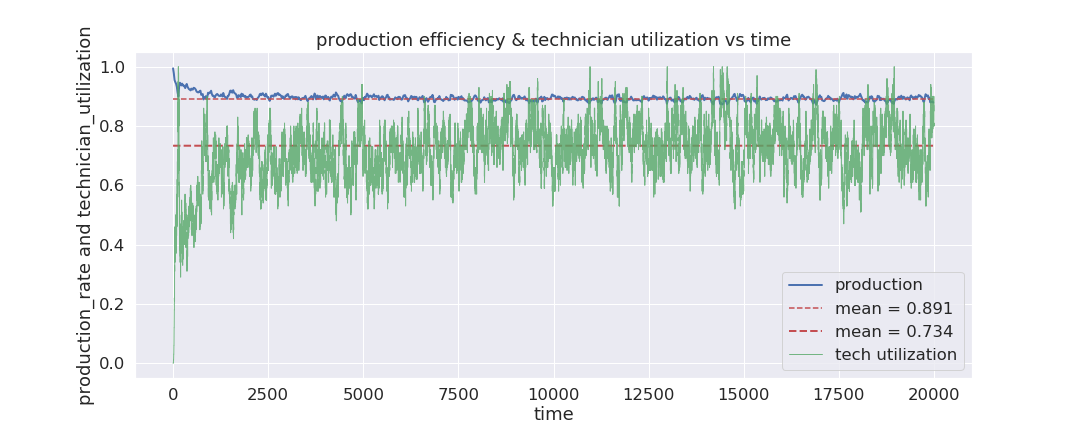 production efficiency & technician utilization vs time
production_rate and technician_utilization
1.0
0.8
0.6
0.4
0.2
0.0
production
mean = 0.891
mean = 0.734
tech utilization
0 2500 5000 7500 10000 12500 15000 17500 20000
time